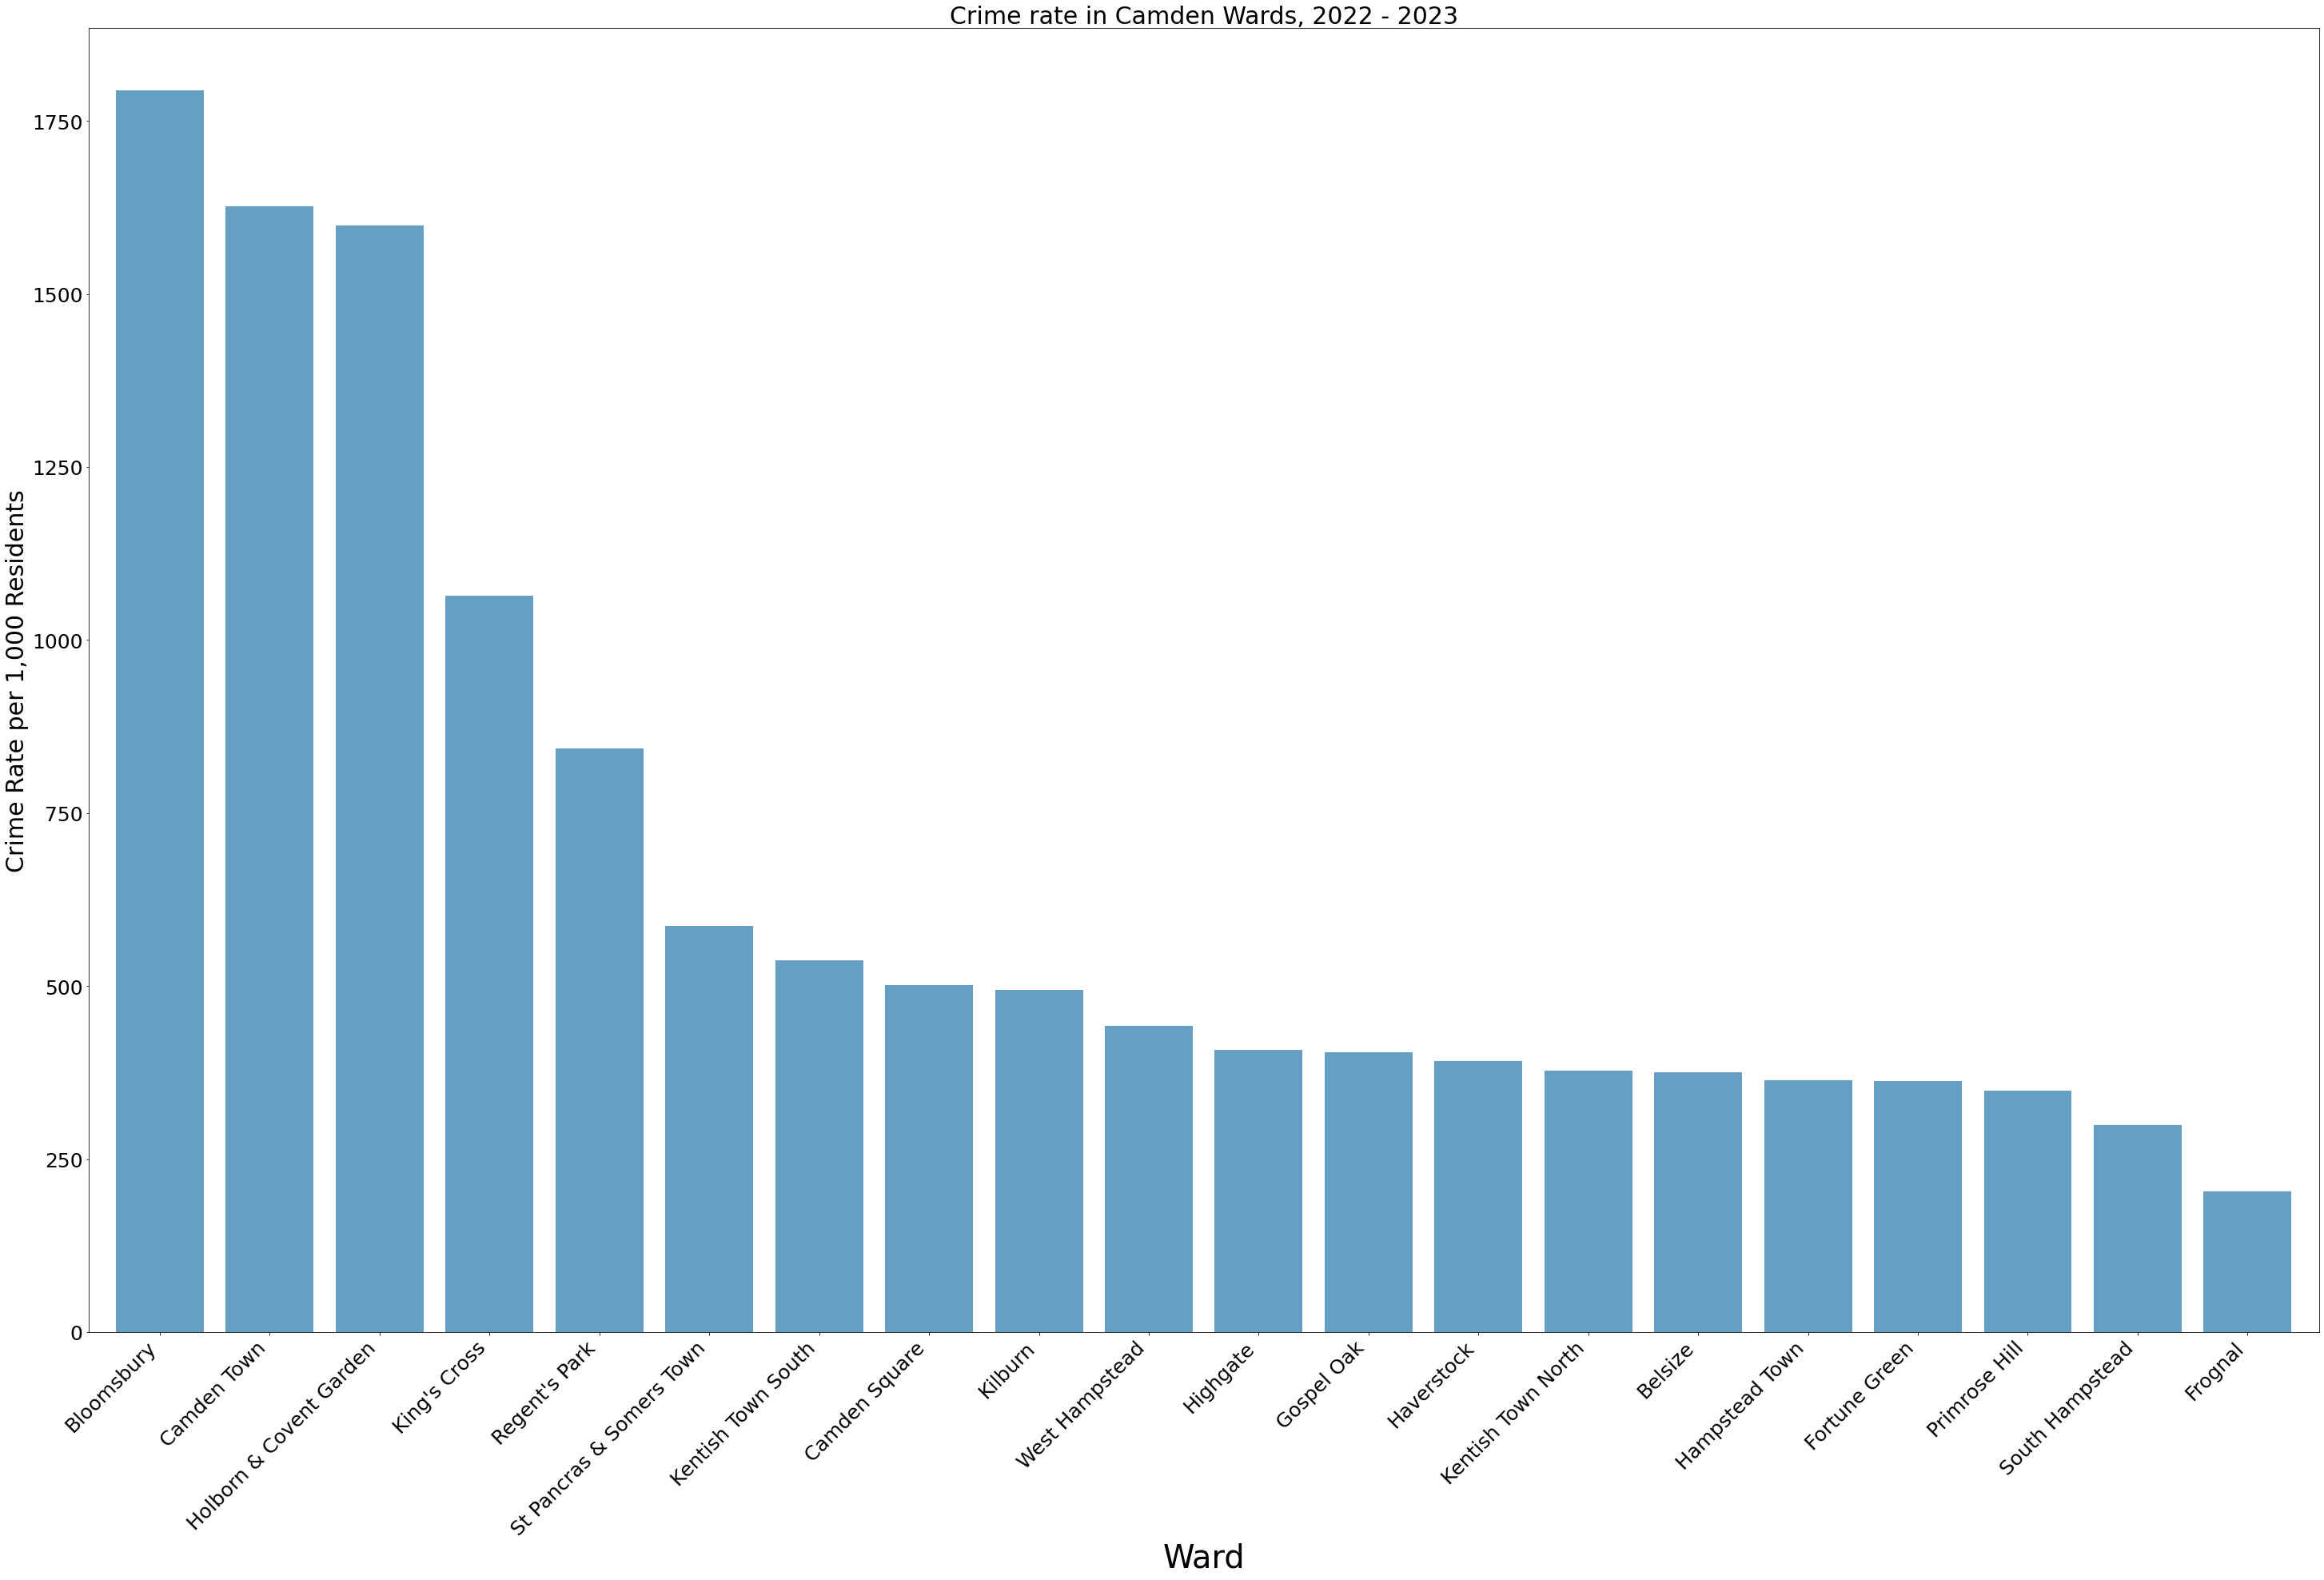 Crime rate in Camden Wards, 2022 - 2023
Crime Rate per 1,000 Residents
1750
1500
1250
1000
750
500
250
0
Bloomsbury
Camden Town
Holborn & Covent Garden
King's Cross
Regent's Park
St Pancras & Somers Town
Kentish Town South
Camden Square
Kilburn
West Hampstead
Highgate
Gospel Oak
Haverstock
Kentish Town North
Belsize
Hampstead Town
Fortune Green
Primrose Hill
South Hampstead
Frognal
Ward